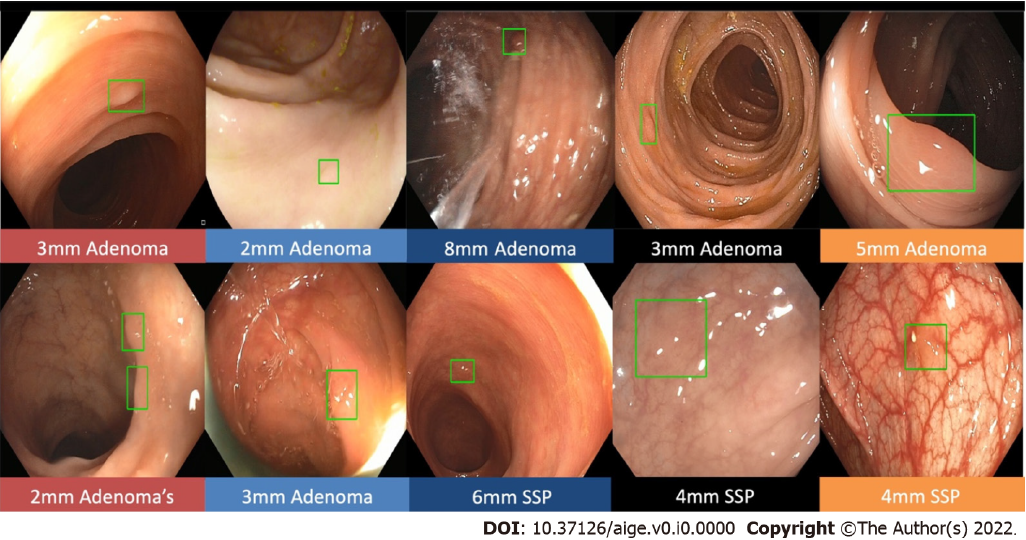 3mm Adenoma
2mm Adenoma
8mm Adenoma
3mm Adenoma
5mm Adenoma
2mm Adenoma's
3mm Adenoma
6mm SSP
4mm SSP
4mm SSP
DOI: 10.37126/aige.v0.i0.0000 Copyright ©The Author(s) 2022.